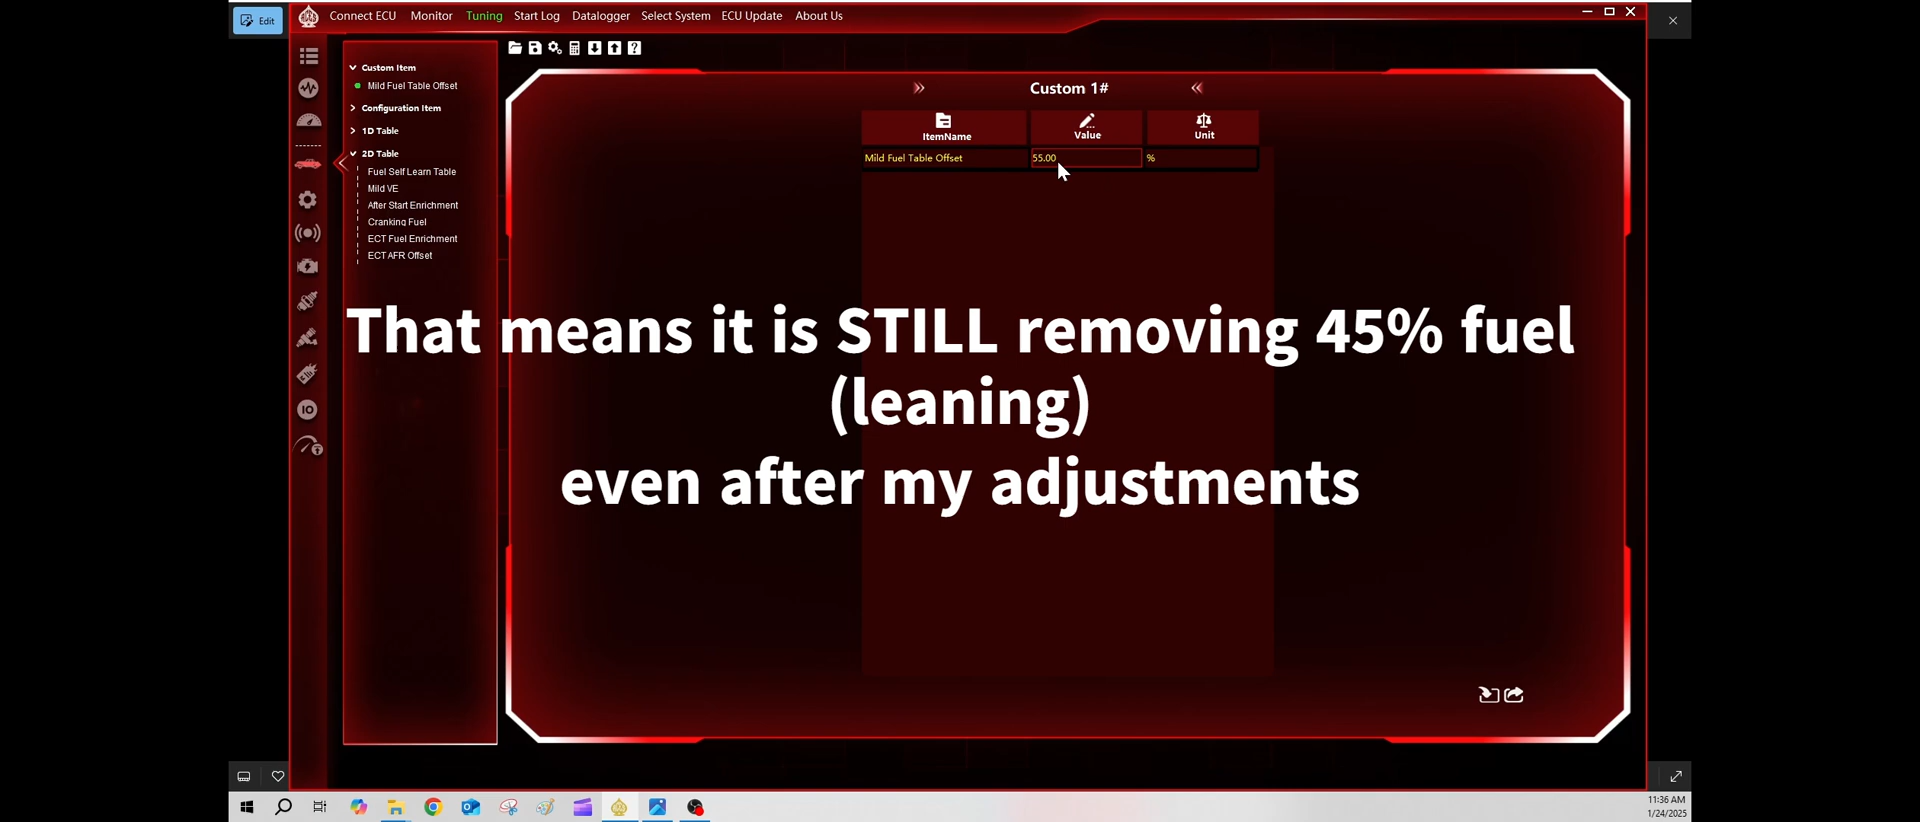 Edit
Connect ECU Monitor Tuning Start Log Datalogger Select System ECU Update About Us
Custom Item
Mild Fuel Table Offset
Configuration Item
1D Table
2D Table
Fuel Self Learn Table
Mild VE
After Start Enrichment
Cranking Fuel
ECT Fuel Enrichment
ECT AFR Offset
Custom 1#
ItemName Value Unit
Mild Fuel Table Offset 55.00 %
That means it is STILL removing 45% fuel
(leaning)
even after my adjustments
IO
11:36 AM
1/24/2025